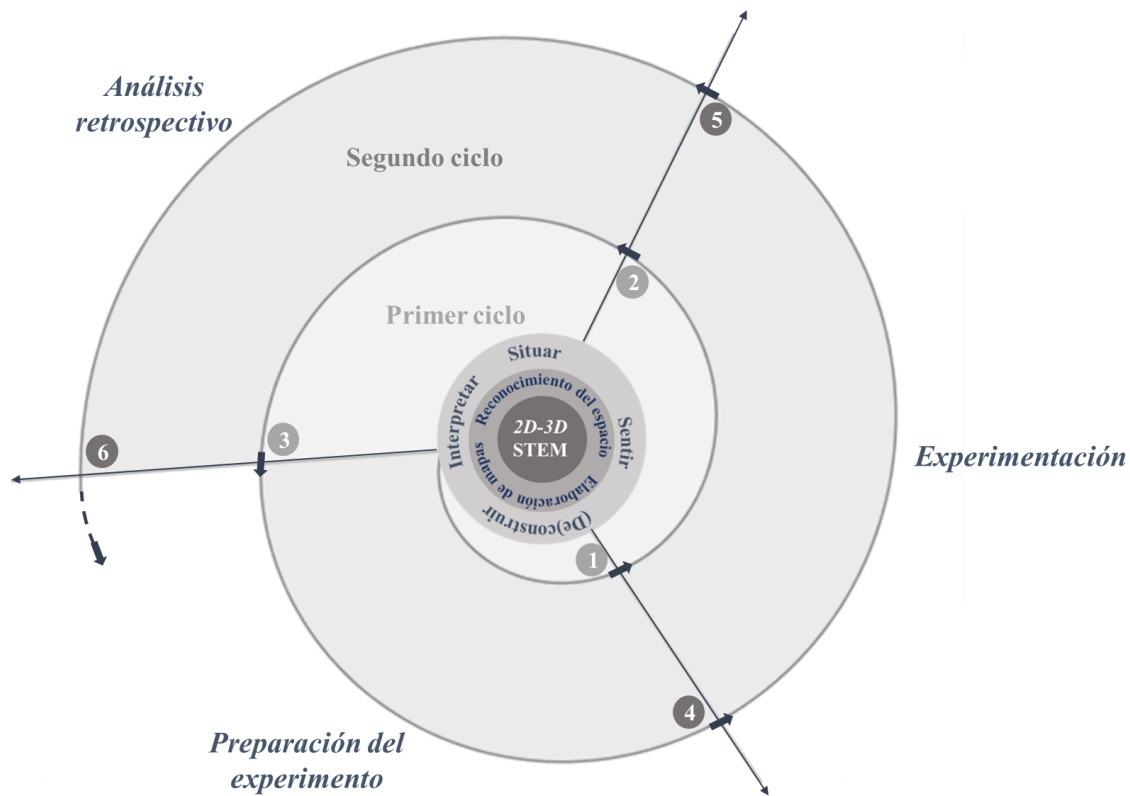 Análisis
retrospectivo
Segundo ciclo
5
2
Primer ciclo
Situar
Interpretar
Reconocimiento del espacio
Sentir
2D-3D
STEM
Elaboración de mapas
(De)construir
3
6
Experimentación
1
4
Preparación del
experimento